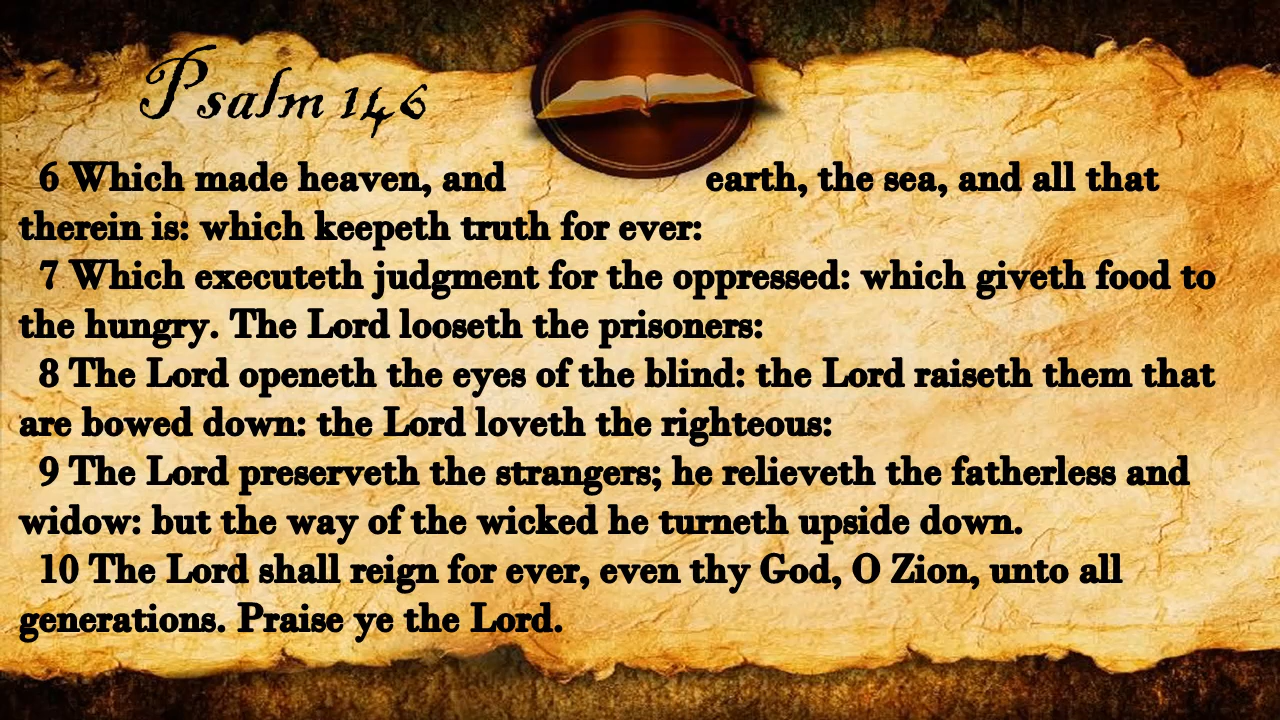 Psalm 146
6 Which made heaven, and earth, the sea, and all that
therein is: which keepeth truth for ever:
7 Which executeth judgment for the oppressed: which giveth food to
the hungry. The Lord looseth the prisoners:
8 The Lord openeth the eyes of the blind: the Lord raiseth them that
are bowed down: the Lord loveth the righteous:
9 The Lord preserveth the strangers; he relieveth the fatherless and
widow: but the way of the wicked he turneth upside down.
10 The Lord shall reign for ever, even thy God, O Zion, unto all
generations. Praise ye the Lord.